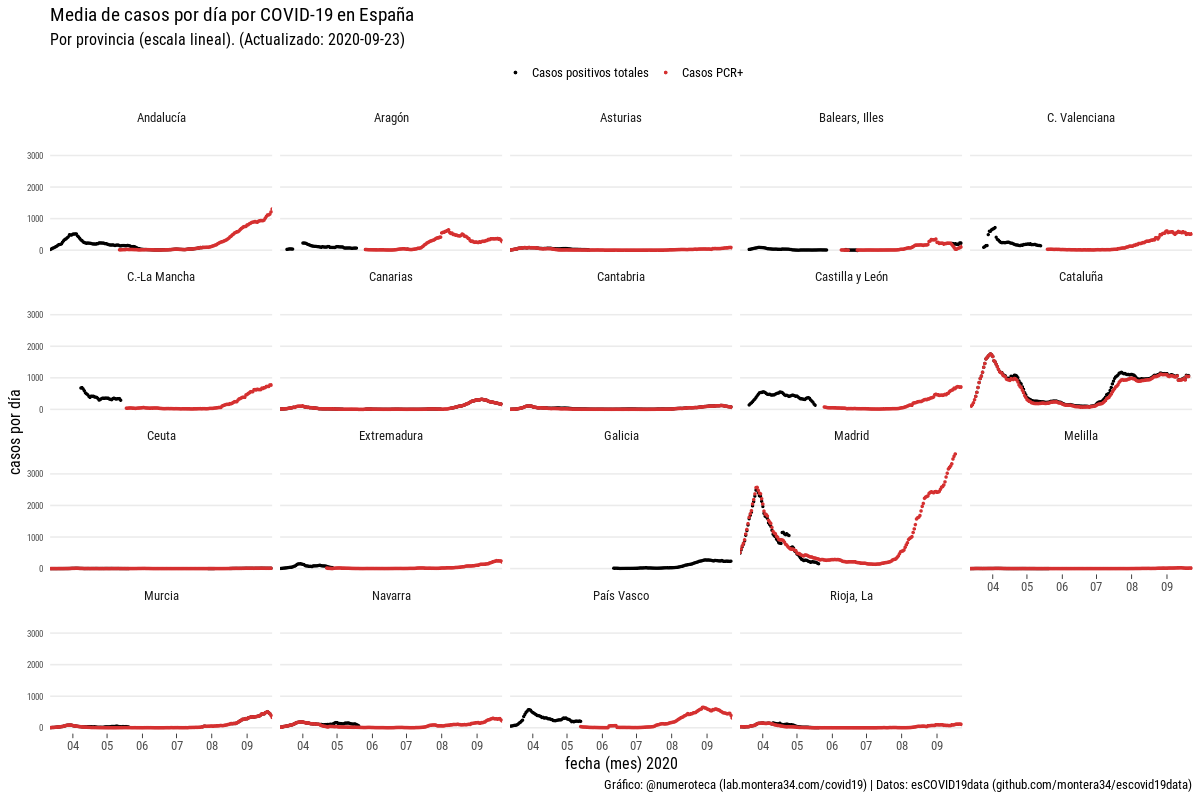 Media de casos por día por COVID-19 en España
Por provincia (escala lineal). (Actualizado: 2020-09-23)
Casos positivos totales Casos PCR+
Andalucía Aragón Asturias Balears, Illes C. Valenciana
3000
2000
1000
0
C.-La Mancha Canarias Cantabria Castilla y León Cataluña
3000
2000
1000
0
Ceuta Extremadura Galicia Madrid Melilla
3000
2000
1000
0
04 05 06 07 08 09
Murcia Navarra País Vasco Rioja, La
3000
2000
1000
0
04 05 06 07 08 09 04 05 06 07 08 09 04 05 06 07 08 09 04 05 06 07 08 09
casos por día
fecha (mes) 2020
Gráfico: @numeroteca (lab.montera34.com/covid19) | Datos: esCOVID19data (github.com/montera34/escovid19data)